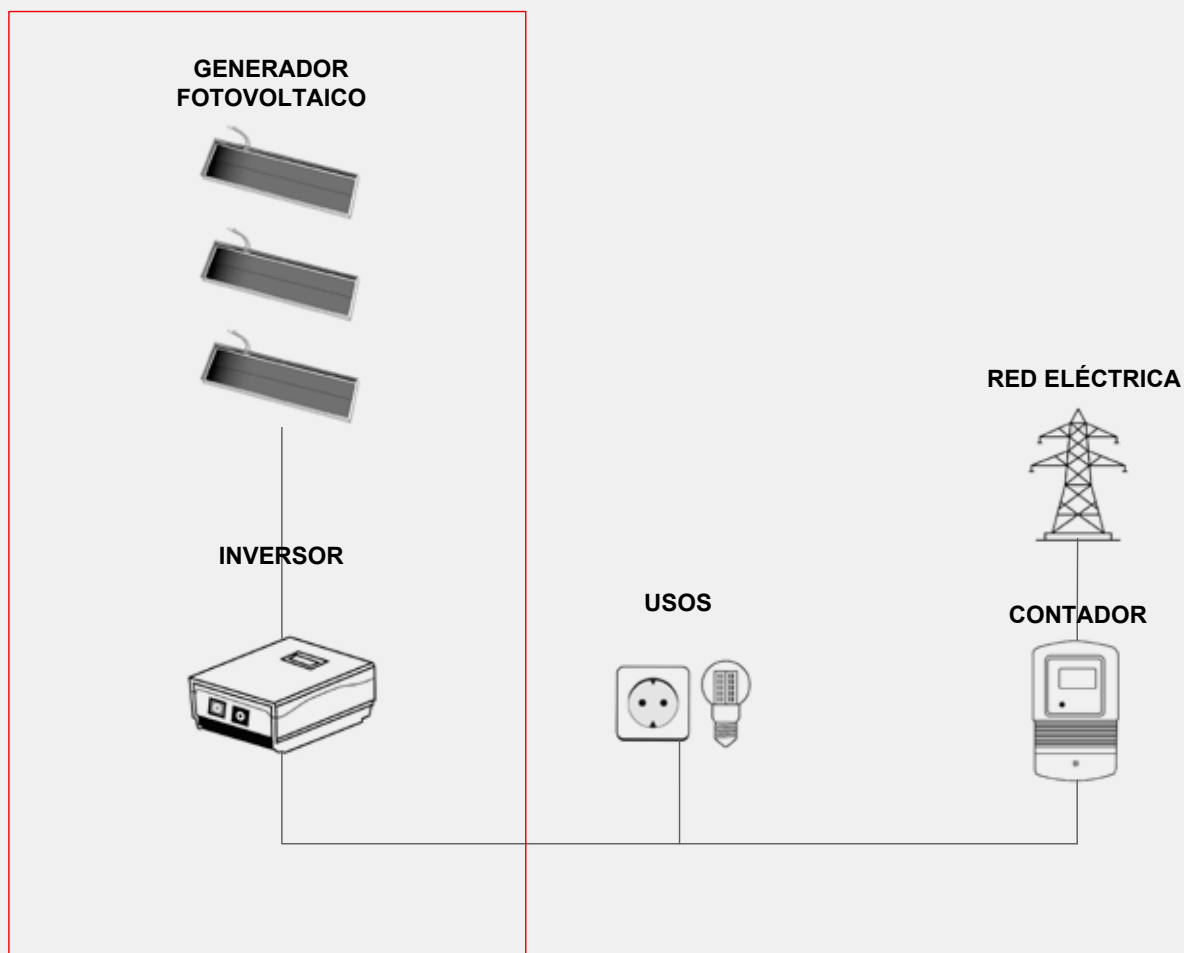 GENERADOR
FOTOVOLTAICO
RED ELÉCTRICA
INVERSOR
USOS
CONTADOR